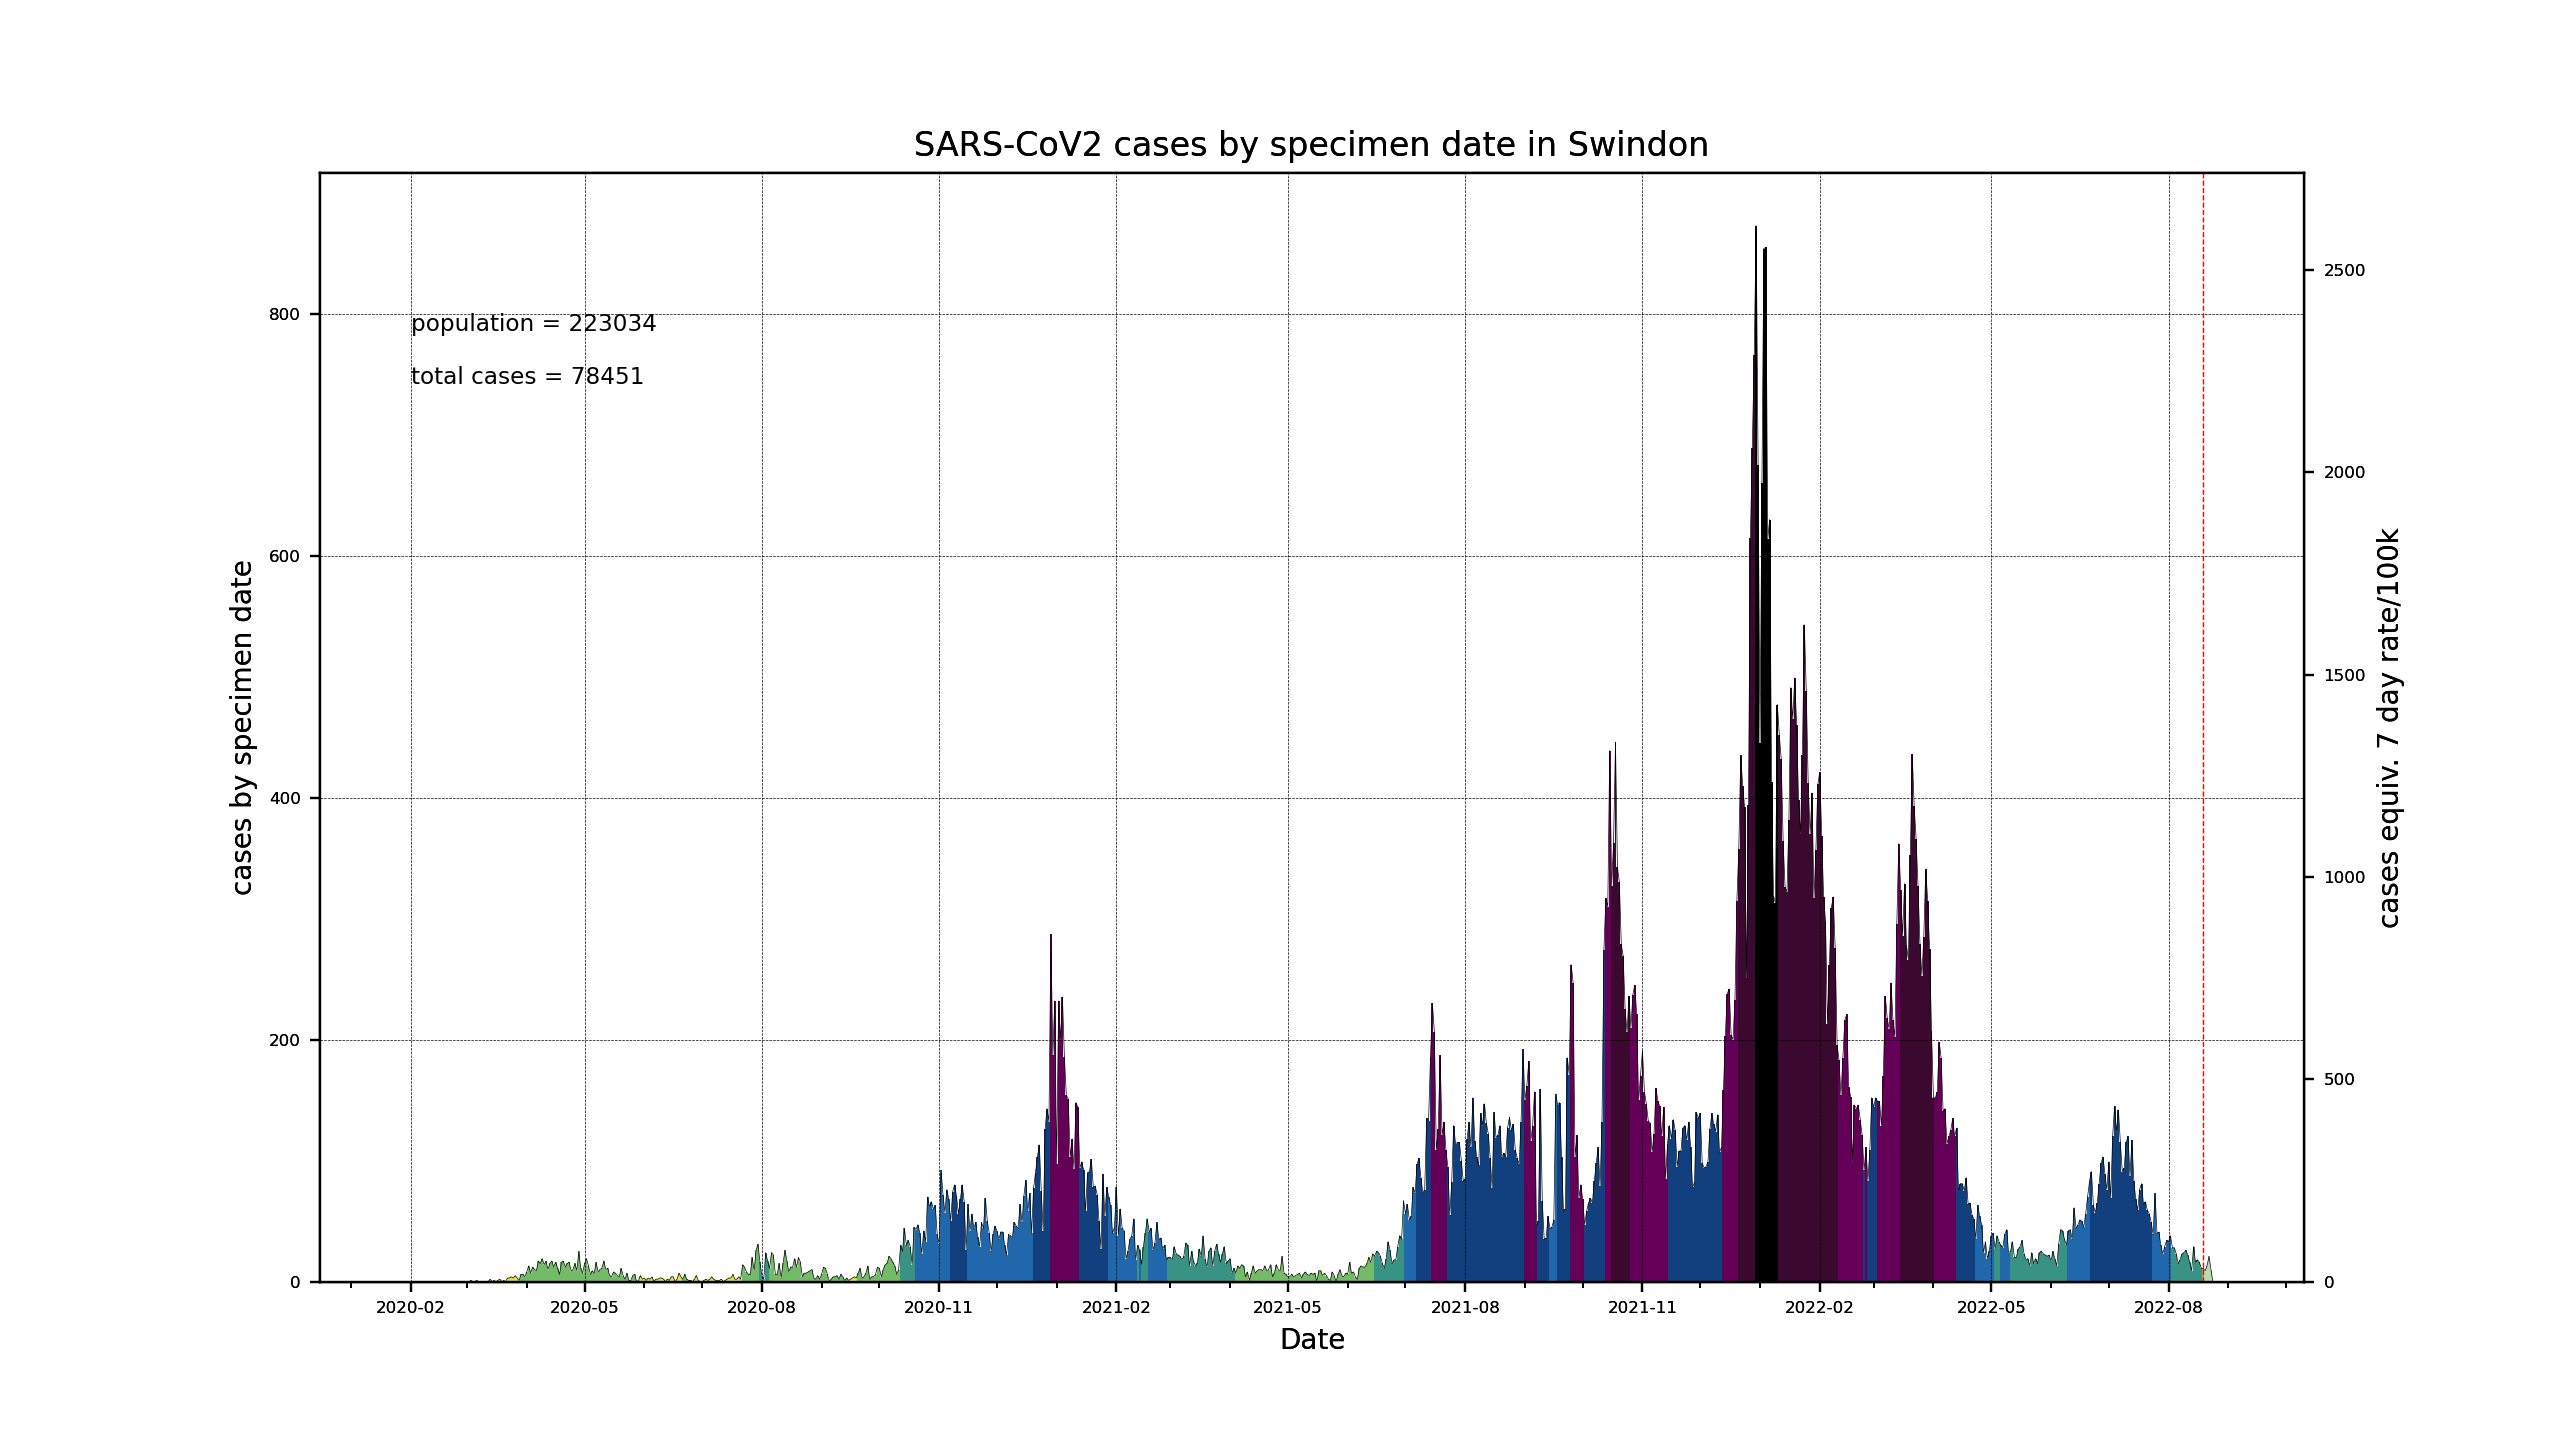 SARS-CoV2 cases by specimen date in Swindon
population = 223034
total cases = 78451
cases by specimen date
800
600
400
200
0
cases equiv. 7 day rate/100k
2500
2000
1500
1000
500
0
2020-02 2020-05 2020-08 2020-11 2021-02 2021-05 2021-08 2021-11 2022-02 2022-05 2022-08
Date